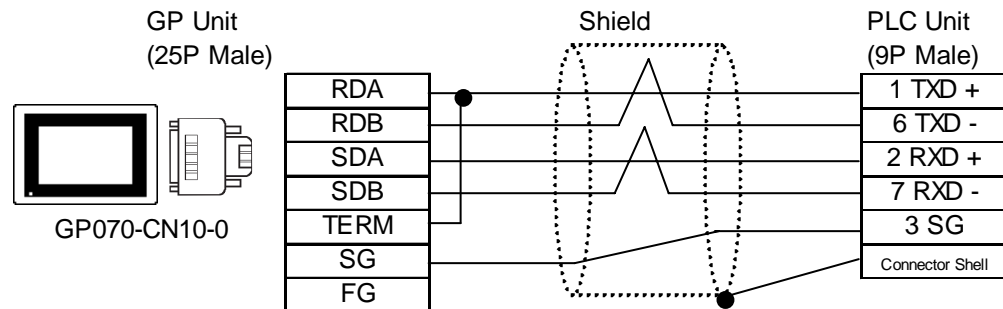 GP Unit
(25P Male)
Shield
PLC Unit
(9P Male)
RDA
RDB
SDA
SDB
TERM
SG
FG
1 TXD +
6 TXD -
2 RXD +
7 RXD -
3 SG
Connector Shell
GP070-CN10-0